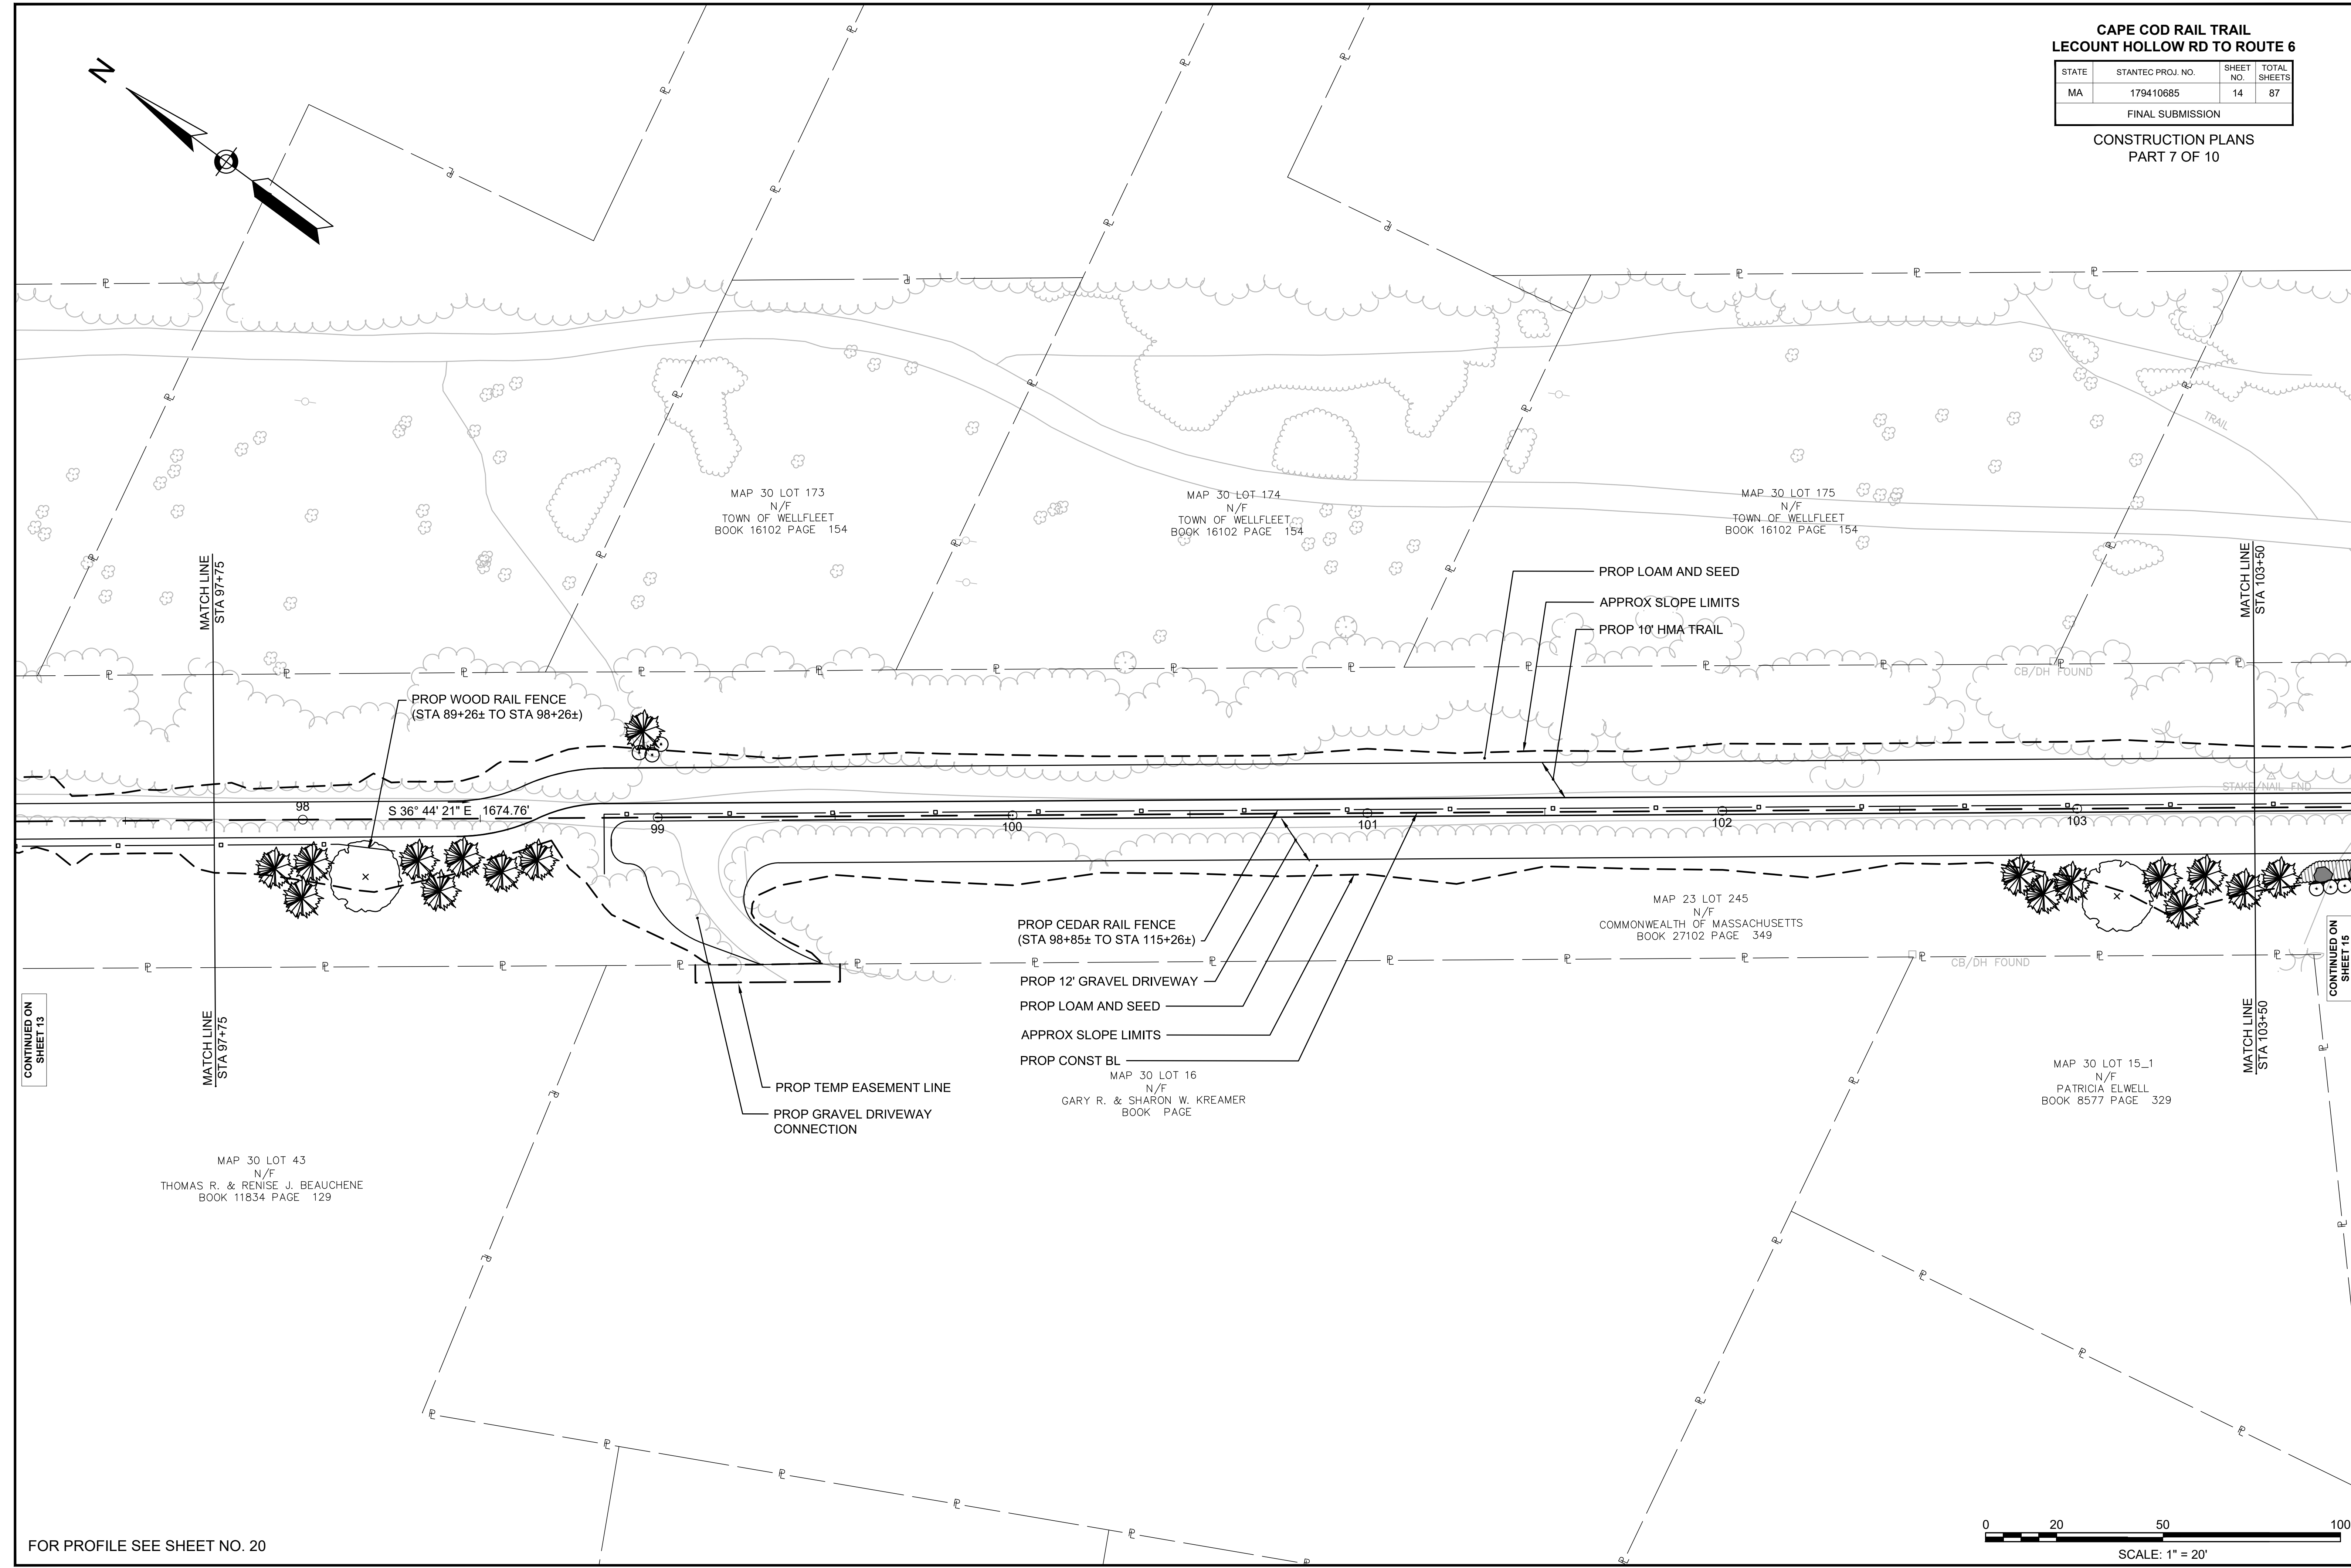 CAPE COD RAIL TRAIL
LECOUNT HOLLOW RD TO ROUTE 6
STATE STANTEC PROJ. NO. SHEET NO. TOTAL SHEETS
MA 179410685 14 87
FINAL SUBMISSION
CONSTRUCTION PLANS
PART 7 OF 10
N
TRAIL
MAP 30 LOT 173
N/F
TOWN OF WELLFLEET
BOOK 16102 PAGE 154
MAP 30 LOT 174
N/F
TOWN OF WELLFLEET
BOOK 16102 PAGE 154
MAP 30 LOT 175
N/F
TOWN OF WELLFLEET
BOOK 16102 PAGE 154
MATCH LINE
STA 97+75
MATCH LINE
STA 103+50
PROP LOAM AND SEED
APPROX SLOPE LIMITS
PROP 10' HMA TRAIL
CB/DH FOUND
PROP WOOD RAIL FENCE
(STA 89+26± TO STA 98+26±)
STAKE/NAIL FND
98
S 36° 44' 21" E 1674.76'
99
100
101
102
103
PROP CEDAR RAIL FENCE
(STA 98+85± TO STA 115+26±)
PROP 12' GRAVEL DRIVEWAY
PROP LOAM AND SEED
APPROX SLOPE LIMITS
PROP CONST BL
MAP 23 LOT 245
N/F
COMMONWEALTH OF MASSACHUSETTS
BOOK 27102 PAGE 349
CB/DH FOUND
CONTINUED ON
SHEET 13
CONTINUED ON
SHEET 15
MATCH LINE
STA 97+75
MATCH LINE
STA 103+50
PROP TEMP EASEMENT LINE
PROP GRAVEL DRIVEWAY
CONNECTION
MAP 30 LOT 16
N/F
GARY R. & SHARON W. KREAMER
BOOK PAGE
MAP 30 LOT 15_1
N/F
PATRICIA ELWELL
BOOK 8577 PAGE 329
MAP 30 LOT 43
N/F
THOMAS R. & RENISE J. BEAUCHENE
BOOK 11834 PAGE 129
FOR PROFILE SEE SHEET NO. 20
0 20 50 100
SCALE: 1" = 20'